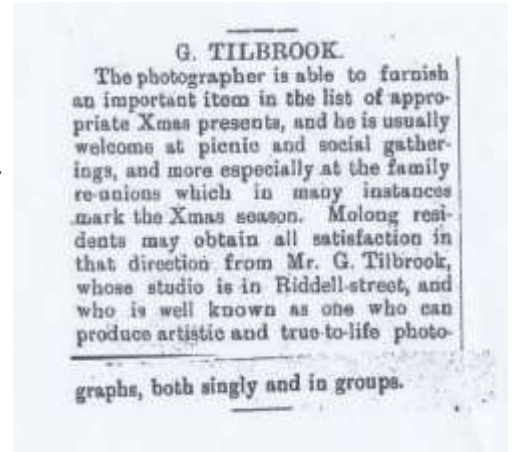 G. TILBROOK.
The photographer is able to furnish
an important item in the list of appro-
priate Xmas presents, and he is usually
welcome at picnic and social gather-
ings, and more especially at the family
re-unions which in many instances
mark the Xmas season. Molong resi-
dents may obtain all satisfaction in
that direction from Mr. G. Tilbrook,
whose studio is in Riddell-street, and
who is well known as one who can
produce artistic and true-to-life photo-
graphs, both singly and in groups.